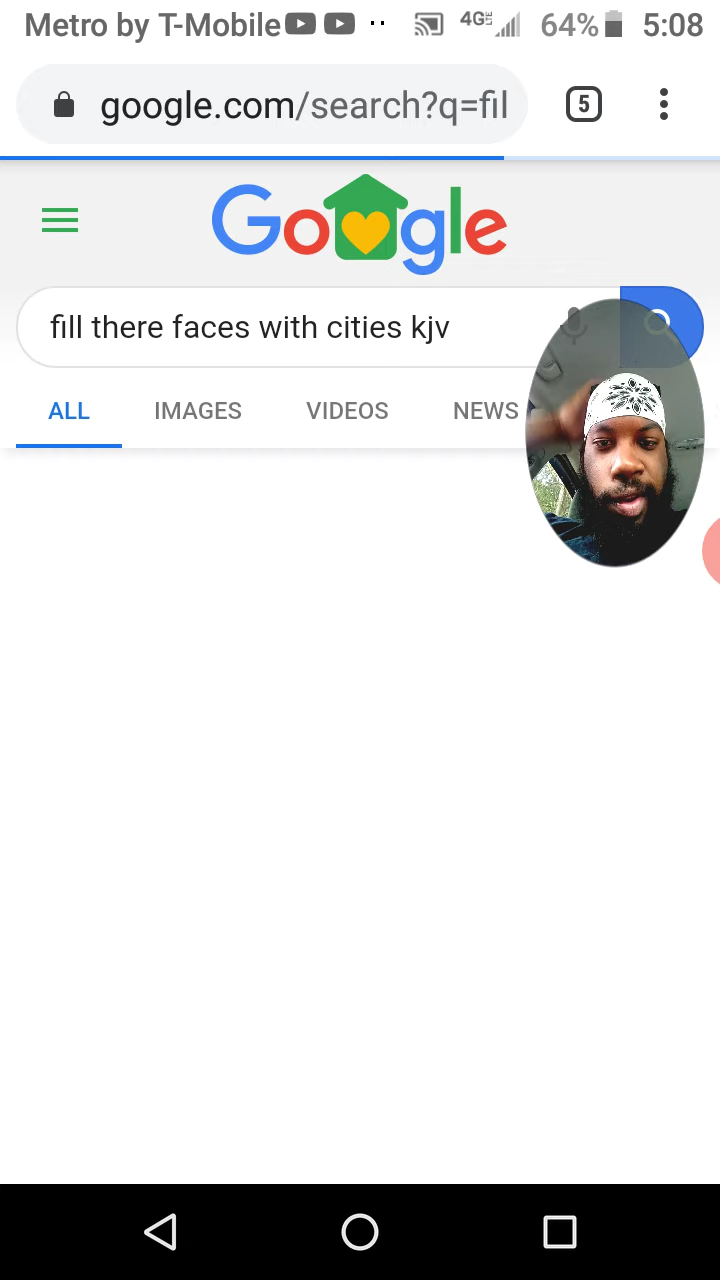 Metro by T-Mobile 4G LTE 64% 5:08
google.com/search?q=fil 5
Google
fill there faces with cities kjv
ALL IMAGES VIDEOS NEWS